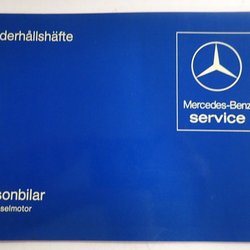 derhållshäfte
Mercedes-Benz
service
sonbilar
selmotor